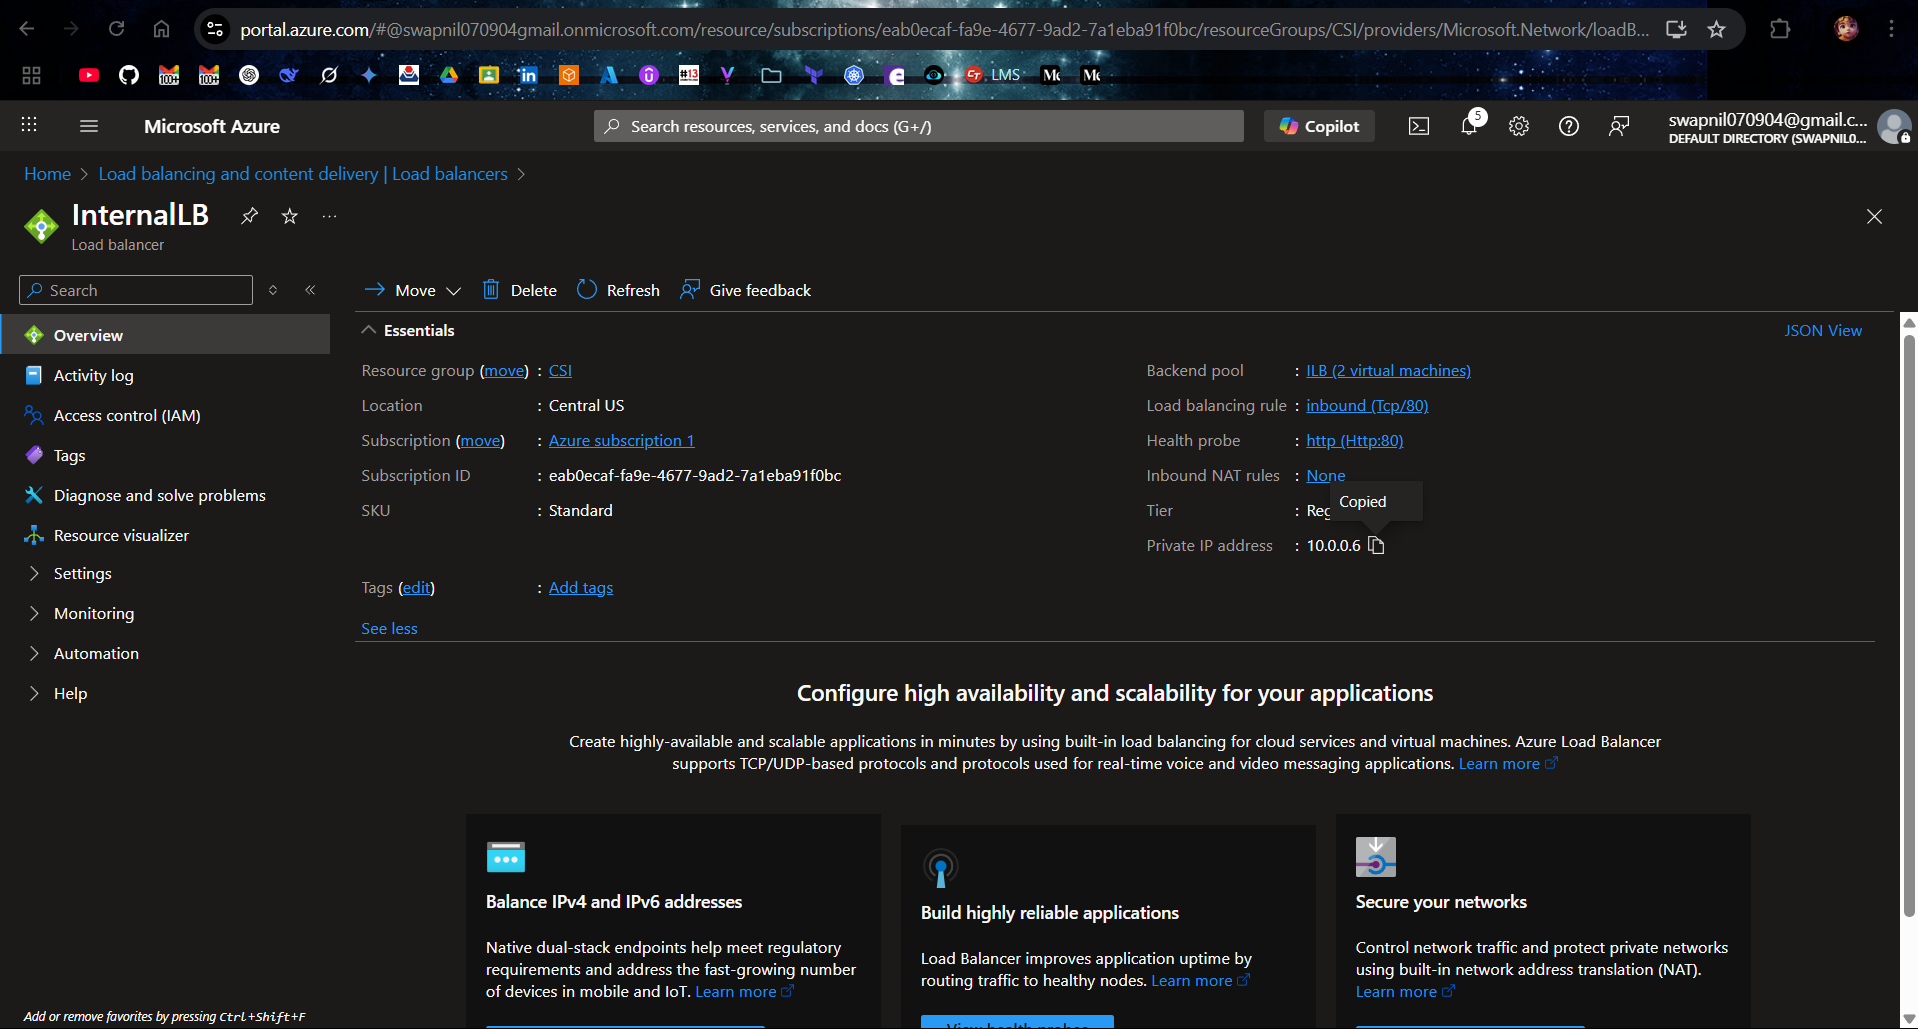 portal.azure.com/#@swapnil070904gmail.onmicrosoft.com/resource/subscriptions/eab0ecaf-fa9e-4677-9ad2-7a1eba91f0bc/resourceGroups/CSI/providers/Microsoft.Network/loadB...
100+
100+
#13
LMS
Microsoft Azure
Search resources, services, and docs (G+/)
Copilot
5
swapnil070904@gmail.c...
DEFAULT DIRECTORY (SWAPNIL0...
Home > Load balancing and content delivery | Load balancers >
InternalLB
Load balancer
Search
Move
Delete
Refresh
Give feedback
Overview
Activity log
Access control (IAM)
Tags
Diagnose and solve problems
Resource visualizer
Settings
Monitoring
Automation
Help
Essentials
JSON View
Resource group (move) : CSI
Location : Central US
Subscription (move) : Azure subscription 1
Subscription ID : eab0ecaf-fa9e-4677-9ad2-7a1eba91f0bc
SKU : Standard
Backend pool : ILB (2 virtual machines)
Load balancing rule : inbound (Tcp/80)
Health probe : http (Http:80)
Inbound NAT rules : None
Copied
Tier : Reg
Private IP address : 10.0.0.6
Tags (edit) : Add tags
See less
Configure high availability and scalability for your applications
Create highly-available and scalable applications in minutes by using built-in load balancing for cloud services and virtual machines. Azure Load Balancer
supports TCP/UDP-based protocols and protocols used for real-time voice and video messaging applications. Learn more
Balance IPv4 and IPv6 addresses
Native dual-stack endpoints help meet regulatory
requirements and address the fast-growing number
of devices in mobile and IoT. Learn more
Build highly reliable applications
Load Balancer improves application uptime by
routing traffic to healthy nodes. Learn more
View health probes
Secure your networks
Control network traffic and protect private networks
using built-in network address translation (NAT).
Learn more
Add or remove favorites by pressing Ctrl+Shift+F